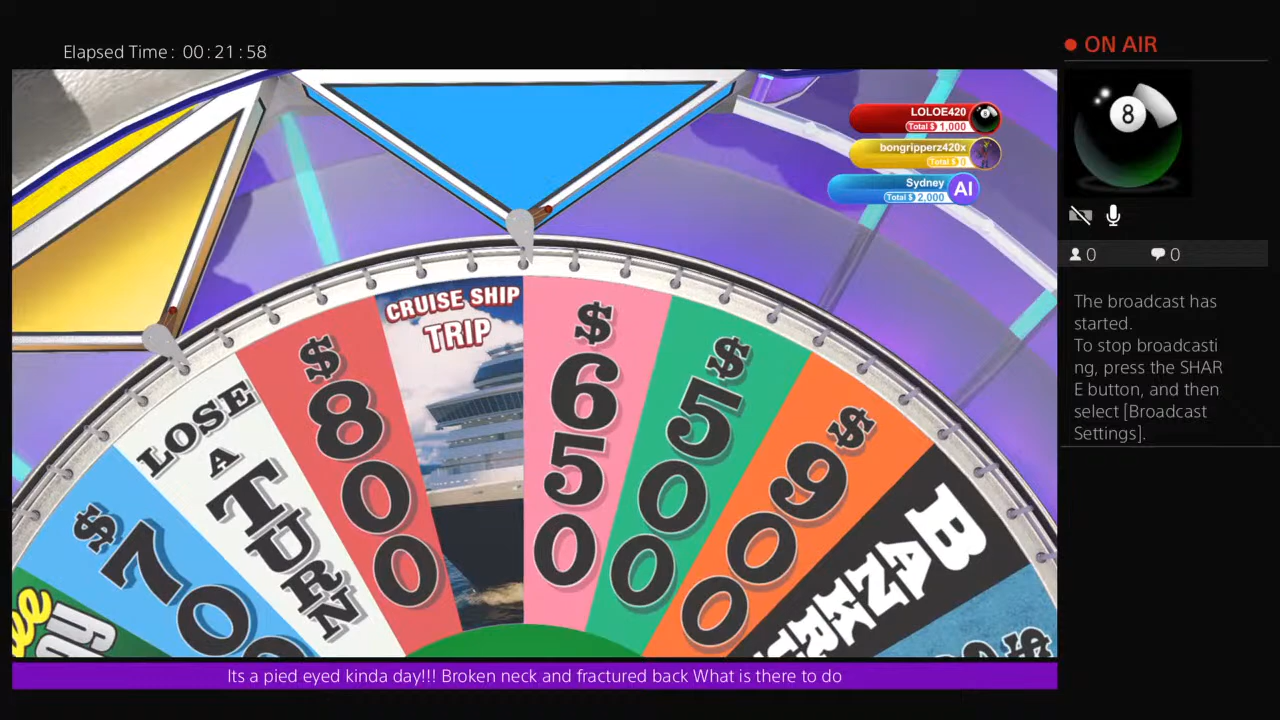 Elapsed Time: 00:21:58
ON AIR
8
LOLOE420
Total $ 1,000
bongripperz420x
Total $ 0
Sydney
Total $ 2,000
AI
0
0
The broadcast has
started.
To stop broadcasti
ng, press the SHAR
E button, and then
select [Broadcast
Settings].
$700
LOSE
A
TURN
$800
CRUISE SHIP
TRIP
$650
$500
$900
Its a pied eyed kinda day!!! Broken neck and fractured back What is there to do